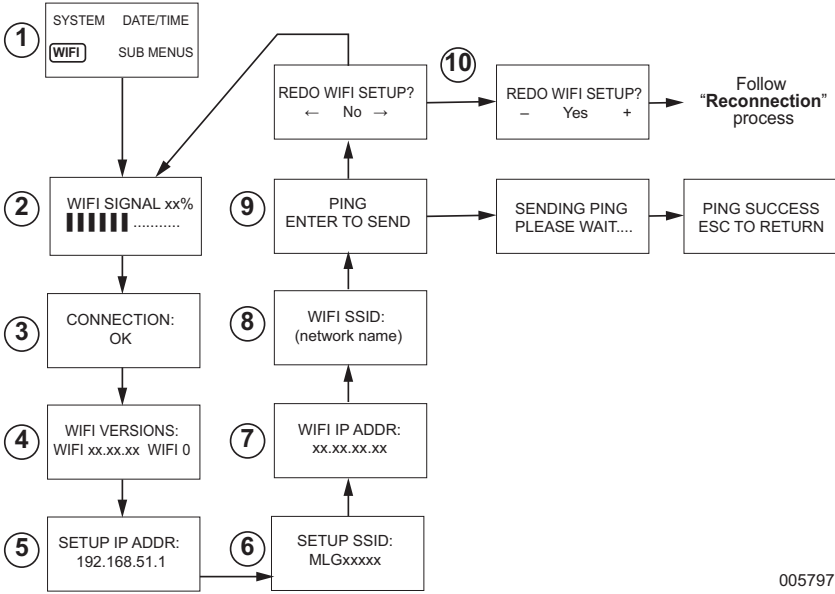 1
SYSTEM DATE/TIME
WIFI SUB MENUS
2
WIFI SIGNAL xx%
...........
3
CONNECTION:
OK
4
WIFI VERSIONS:
WIFI xx.xx.xx WIFI 0
5
SETUP IP ADDR:
192.168.51.1
6
SETUP SSID:
MLGxxxxx
7
WIFI IP ADDR:
xx.xx.xx.xx
8
WIFI SSID:
(network name)
9
PING
ENTER TO SEND
SENDING PING
PLEASE WAIT....
PING SUCCESS
ESC TO RETURN
REDO WIFI SETUP?
← No →
10
REDO WIFI SETUP?
– Yes +
Follow
“Reconnection”
process
005797